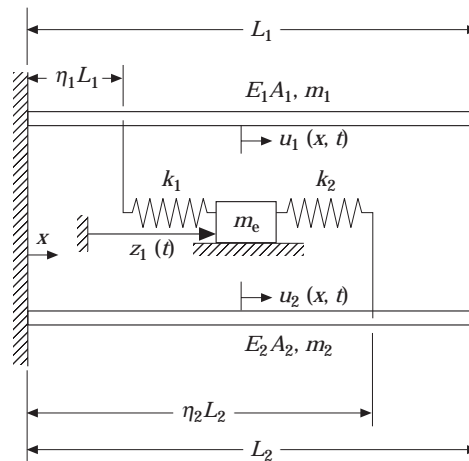 L₁
η₁L₁
E₁A₁, m₁
u₁ (x, t)
k₁
k₂
mₑ
x
z₁ (t)
u₂ (x, t)
E₂A₂, m₂
η₂L₂
L₂